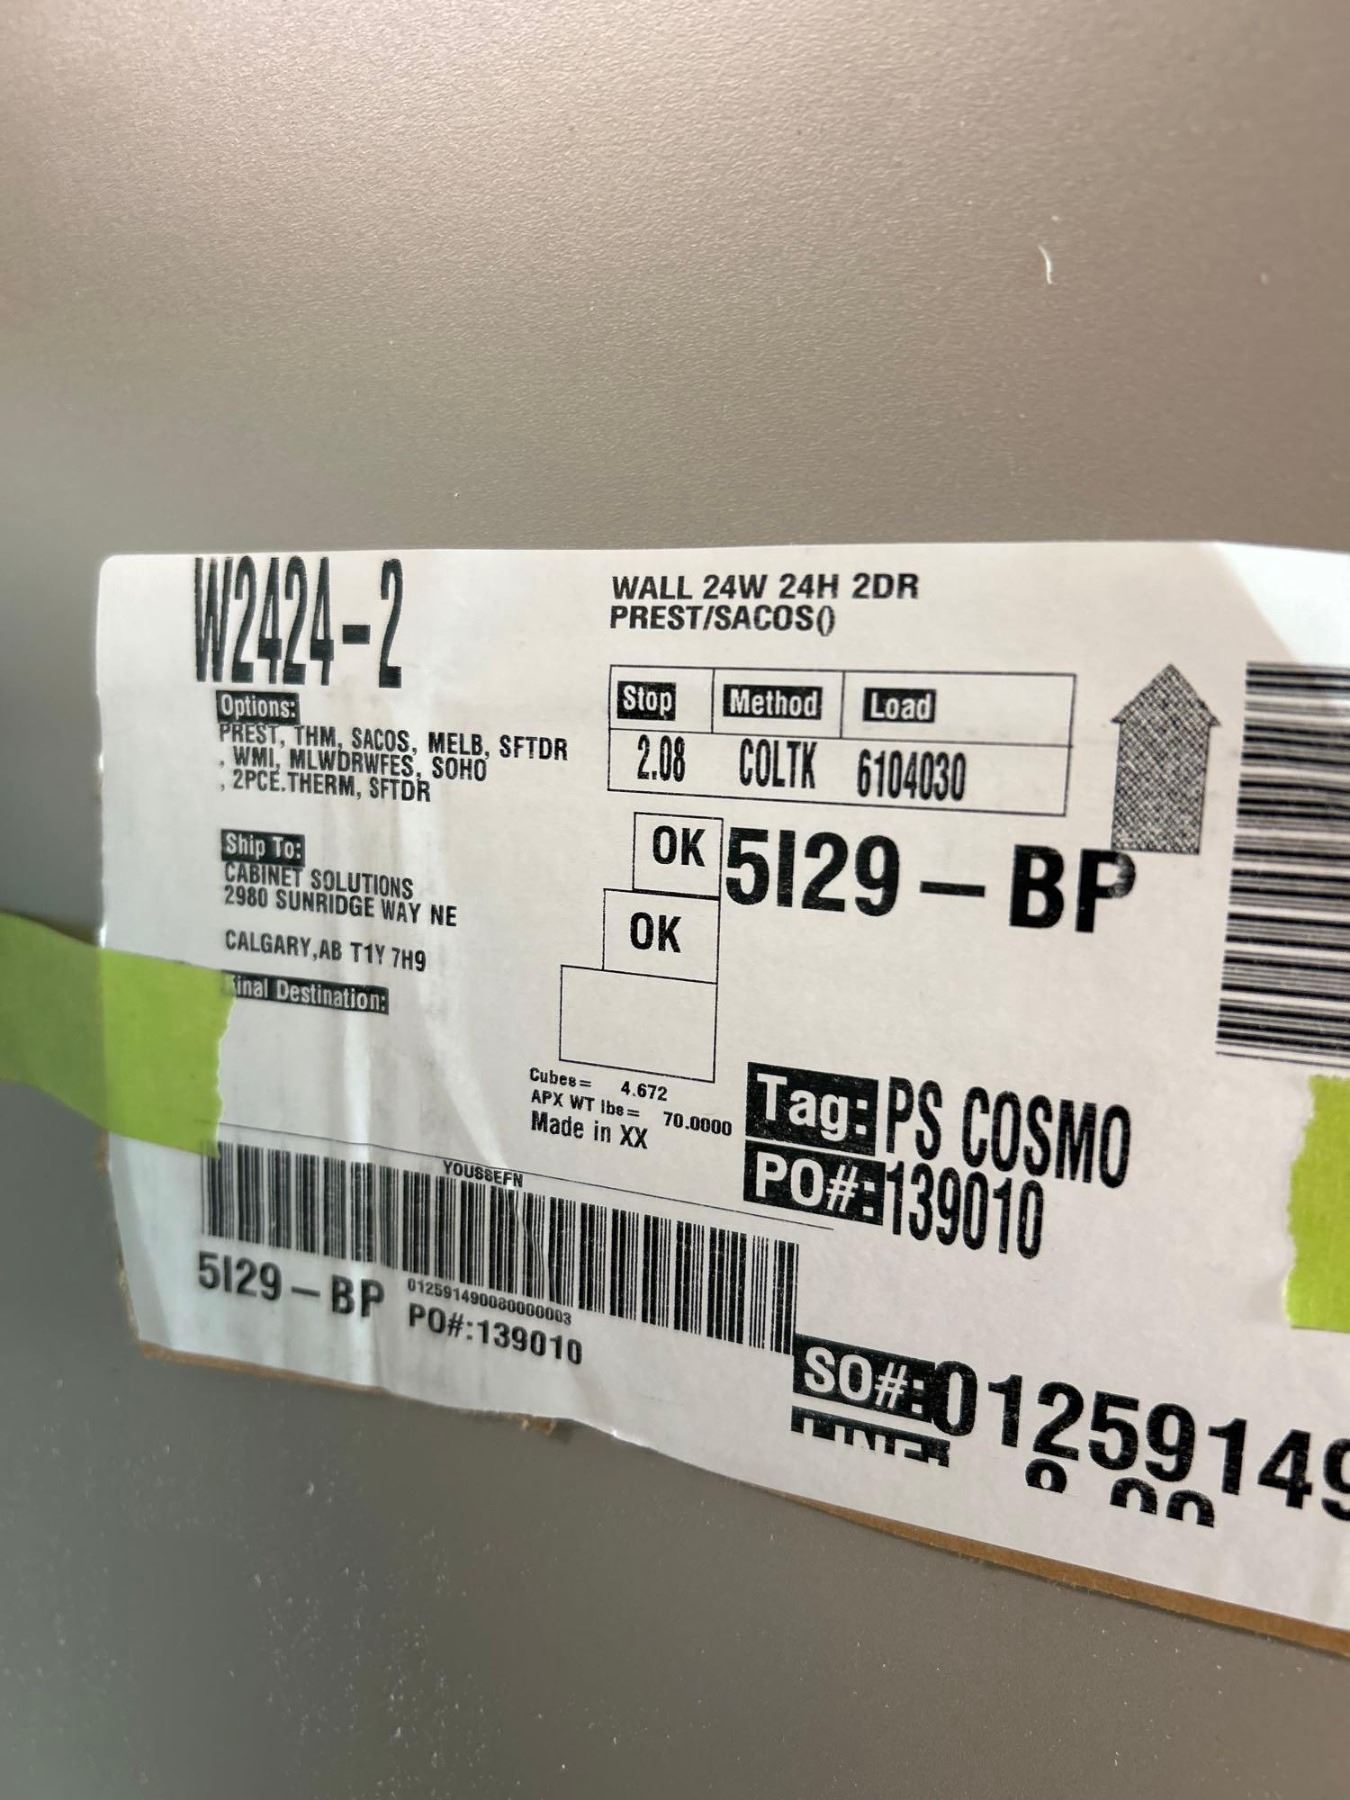 W2424-2
WALL 24W 24H 2DR
PREST/SACOS()
Options:
PREST, THM, SACOS, MELB, SFTDR
, WMI, MLWDRWFES, SOHO
, 2PCE.THERM, SFTDR
Stop Method Load
2.08 COLTK 6104030
Ship To:
CABINET SOLUTIONS
2980 SUNRIDGE WAY NE
CALGARY,AB T1Y 7H9
Final Destination:
OK
5I29-BP
OK
Cubes= 4.672
APX WT lbs= 70.0000
Made in XX
Tag: PS COSMO
PO#: 139010
YOUSSEFN
012591490080000003
5I29-BP PO#:139010
SO#: 01259149